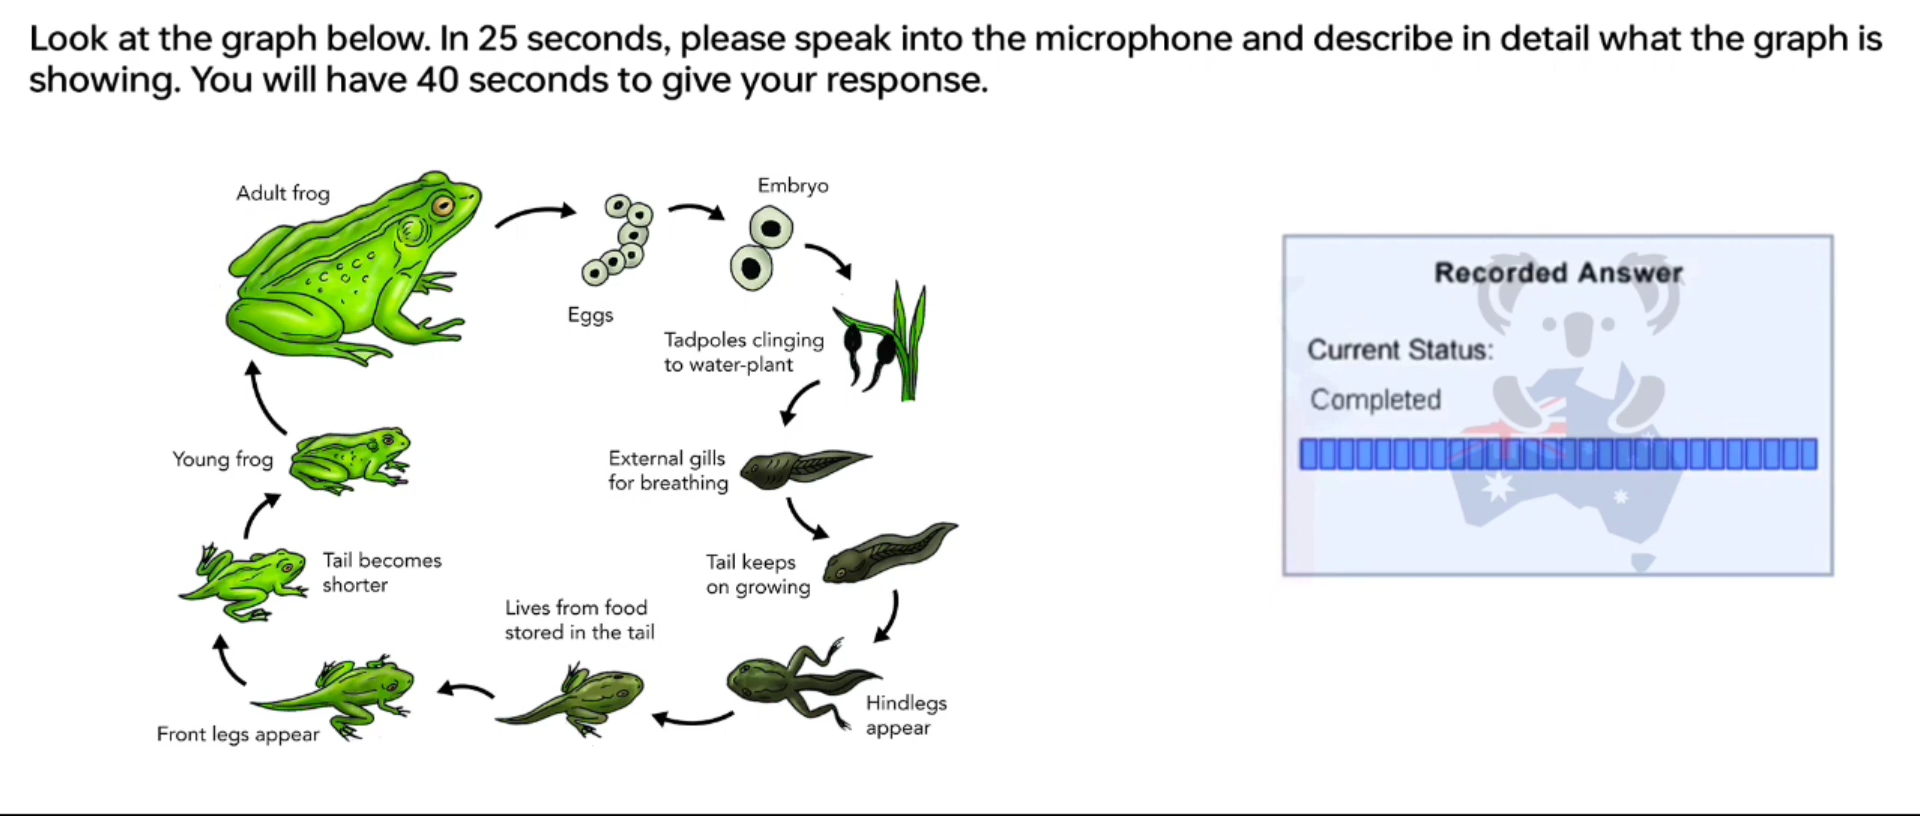 Look at the graph below. In 25 seconds, please speak into the microphone and describe in detail what the graph is
showing. You will have 40 seconds to give your response.
Adult frog
Eggs
Embryo
Tadpoles clinging
to water-plant
External gills
for breathing
Tail keeps
on growing
Hindlegs
appear
Lives from food
stored in the tail
Front legs appear
Tail becomes
shorter
Young frog
Recorded Answer
Current Status:
Completed